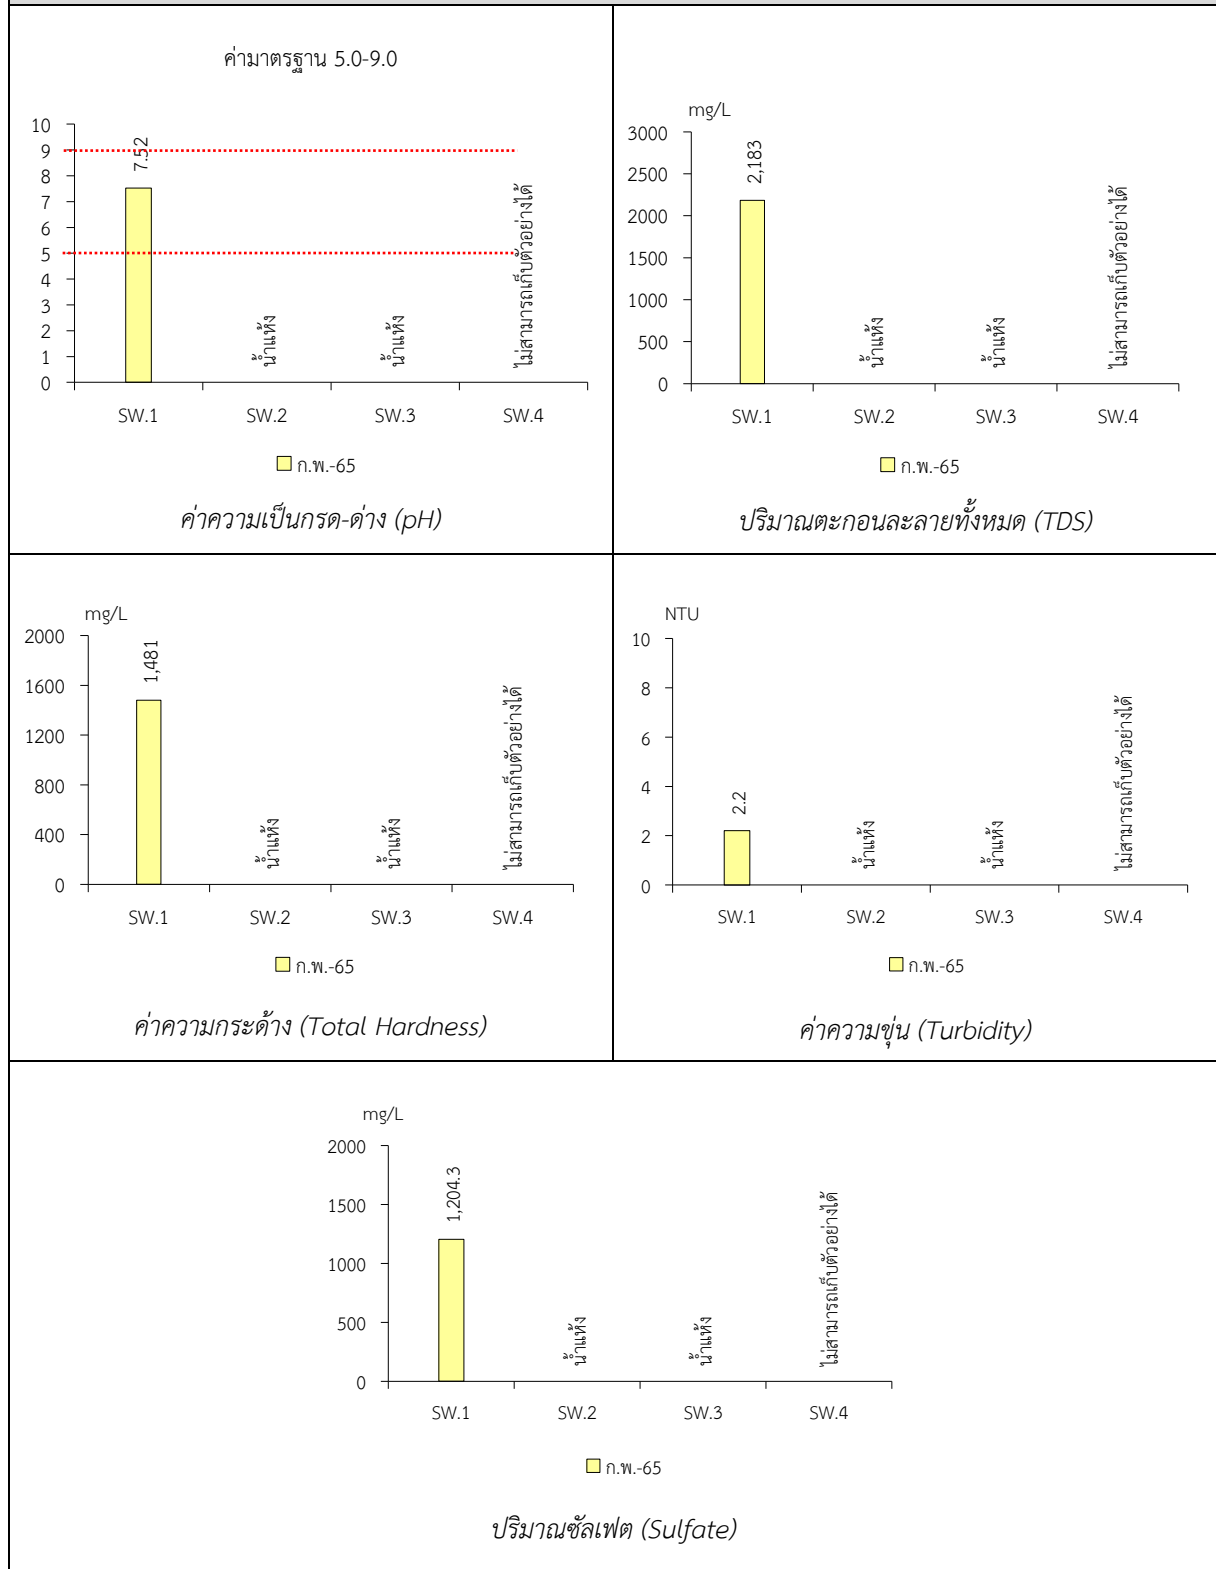 ค่ามาตรฐาน 5.0-9.0
10
9
8
7
6
5
4
3
2
1
0
7.52
น้ำแห้ง
น้ำแห้ง
ไม่สามารถเก็บตัวอย่างได้
SW.1 SW.2 SW.3 SW.4
ก.พ.-65
ค่าความเป็นกรด-ด่าง (pH)
mg/L
3000
2500
2000
1500
1000
500
0
2,183
น้ำแห้ง
น้ำแห้ง
ไม่สามารถเก็บตัวอย่างได้
SW.1 SW.2 SW.3 SW.4
ก.พ.-65
ปริมาณตะกอนละลายทั้งหมด (TDS)
mg/L
2000
1600
1200
800
400
0
1,481
น้ำแห้ง
น้ำแห้ง
ไม่สามารถเก็บตัวอย่างได้
SW.1 SW.2 SW.3 SW.4
ก.พ.-65
ค่าความกระด้าง (Total Hardness)
NTU
10
8
6
4
2
0
2.2
น้ำแห้ง
น้ำแห้ง
ไม่สามารถเก็บตัวอย่างได้
SW.1 SW.2 SW.3 SW.4
ก.พ.-65
ค่าความขุ่น (Turbidity)
mg/L
2000
1500
1000
500
0
1,204.3
น้ำแห้ง
น้ำแห้ง
ไม่สามารถเก็บตัวอย่างได้
SW.1 SW.2 SW.3 SW.4
ก.พ.-65
ปริมาณซัลเฟต (Sulfate)